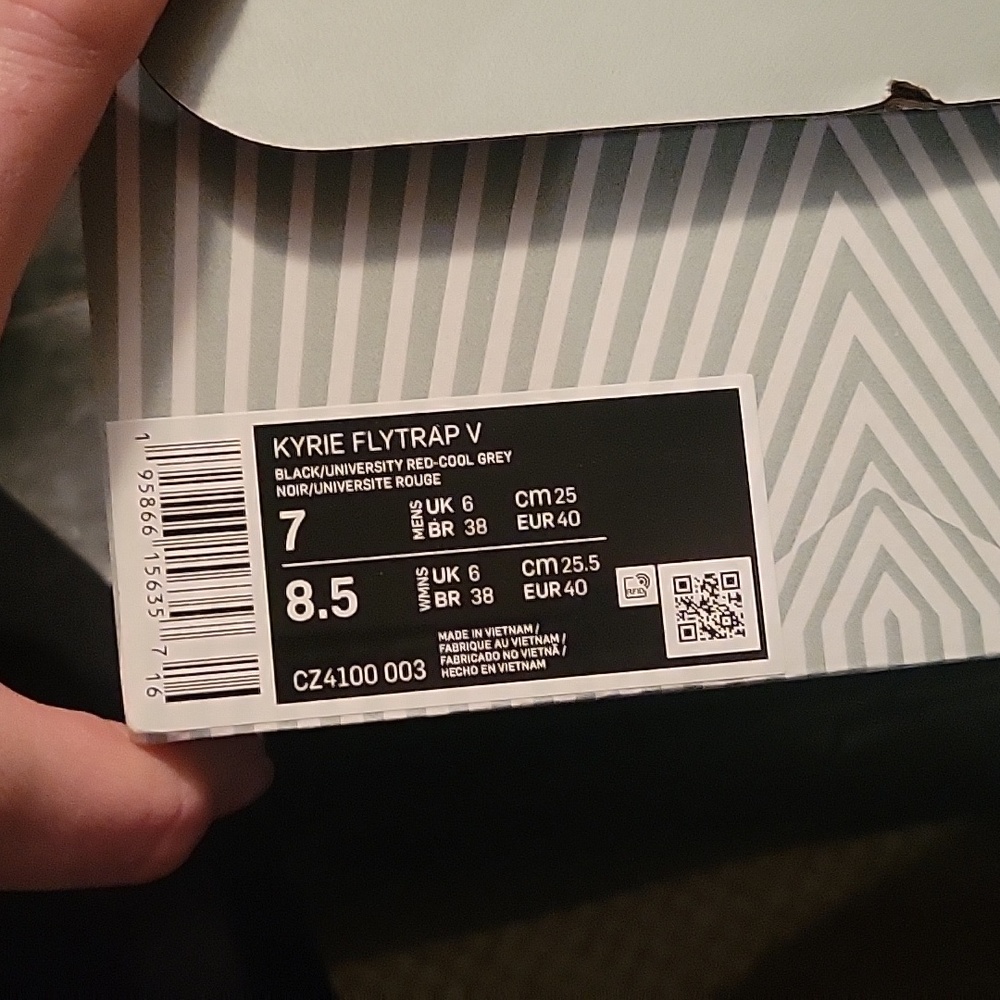 KYRIE FLYTRAP V
BLACK/UNIVERSITY RED-COOL GREY
NOIR/UNIVERSITE ROUGE
7 MENS UK 6 cm 25
BR 38 EUR 40
8.5 WMNS UK 6 cm 25.5
BR 38 EUR 40
RFID
MADE IN VIETNAM /
FABRIQUE AU VIETNAM /
FABRICADO NO VIETNÃ /
HECHO EN VIETNAM
CZ4100 003
1 95866 15635 7 16